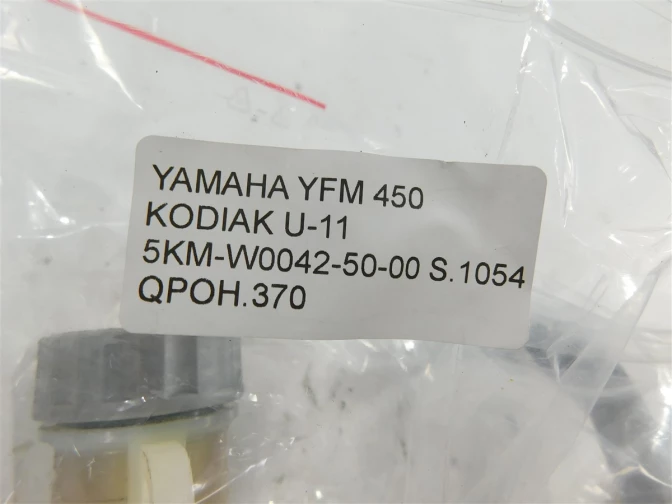 YAMAHA YFM 450
KODIAK U-11
5KM-W0042-50-00 S.1054
QPOH.370